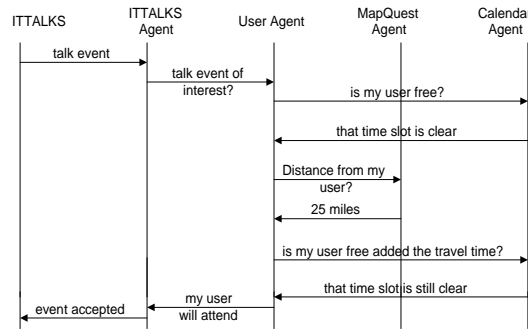 ITTALKS
ITTALKS
Agent
User Agent
MapQuest
Agent
Calenda
Agent
talk event
talk event of
interest?
is my user free?
that time slot is clear
Distance from my
user?
25 miles
is my user free added the travel time?
that time slot is still clear
my user
will attend
event accepted